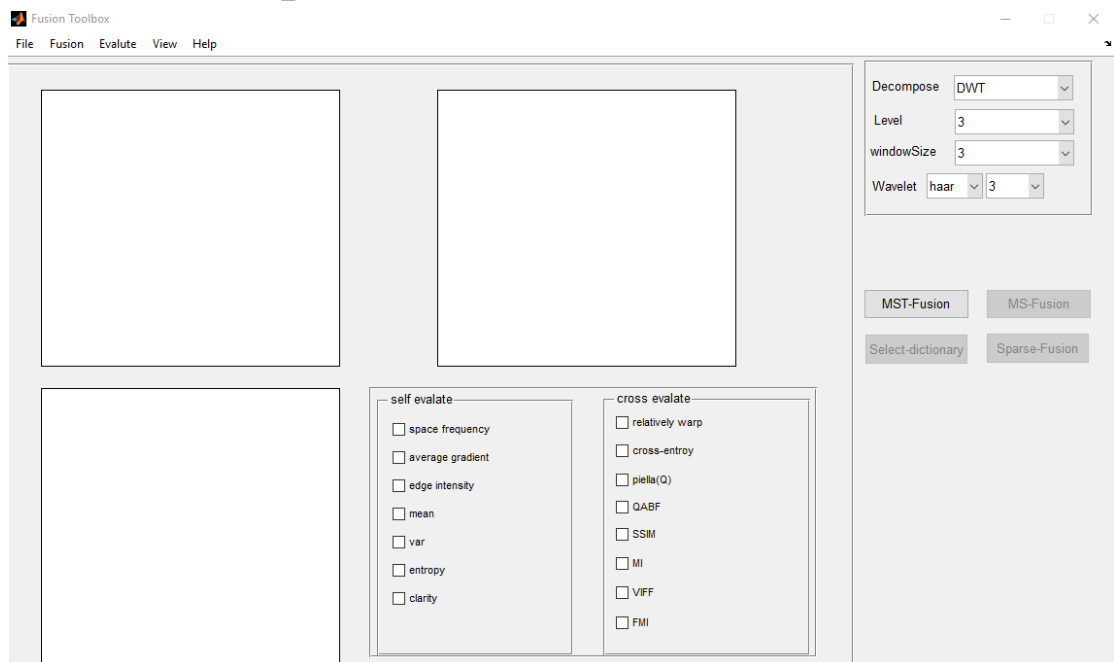 Fusion Toolbox
File Fusion Evalute View Help
Decompose DWT
Level 3
windowSize 3
Wavelet haar 3
MST-Fusion MS-Fusion
Select-dictionary Sparse-Fusion
self evalate
space frequency
average gradient
edge intensity
mean
var
entropy
clarity
cross evalate
relatively warp
cross-entroy
piella(Q)
QABF
SSIM
MI
VIFF
FMI